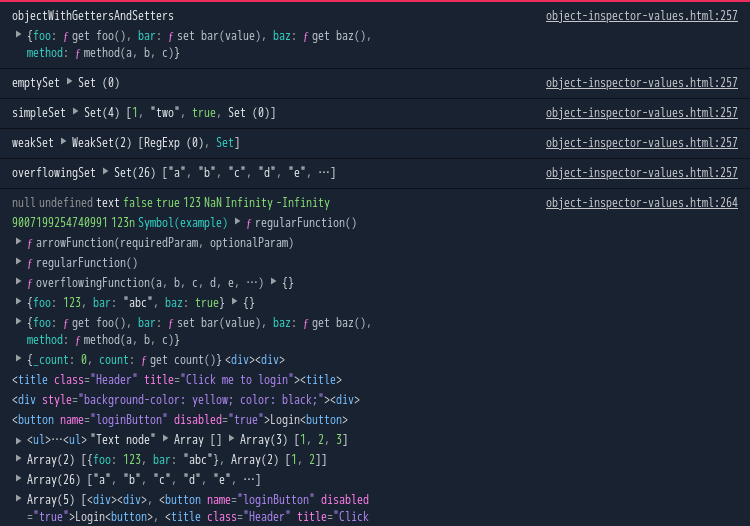 objectWithGettersAndSetters object-inspector-values.html:257
{foo: ƒ get foo(), bar: ƒ set bar(value), baz: ƒ get baz(),
method: ƒ method(a, b, c)}
emptySet Set (0) object-inspector-values.html:257
simpleSet Set(4) [1, "two", true, Set (0)] object-inspector-values.html:257
weakSet WeakSet(2) [RegExp (0), Set] object-inspector-values.html:257
overflowingSet Set(26) ["a", "b", "c", "d", "e", …] object-inspector-values.html:257
null undefined text false true 123 NaN Infinity -Infinity object-inspector-values.html:264
9007199254740991 123n Symbol(example) ƒ regularFunction()
ƒ arrowFunction(requiredParam, optionalParam)
ƒ regularFunction()
ƒ overflowingFunction(a, b, c, d, e, …) {}
{foo: 123, bar: "abc", baz: true} {}
{foo: ƒ get foo(), bar: ƒ set bar(value), baz: ƒ get baz(),
method: ƒ method(a, b, c)}
{_count: 0, count: ƒ get count()} <div><div>
<title class="Header" title="Click me to login"><title>
<div style="background-color: yellow; color: black;"><div>
<button name="loginButton" disabled="true">Login<button>
<ul>…<ul> "Text node" Array [] Array(3) [1, 2, 3]
Array(2) [{foo: 123, bar: "abc"}, Array(2) [1, 2]]
Array(26) ["a", "b", "c", "d", "e", …]
Array(5) [<div><div>, <button name="loginButton" disabled
="true">Login<button>, <title class="Header" title="Click